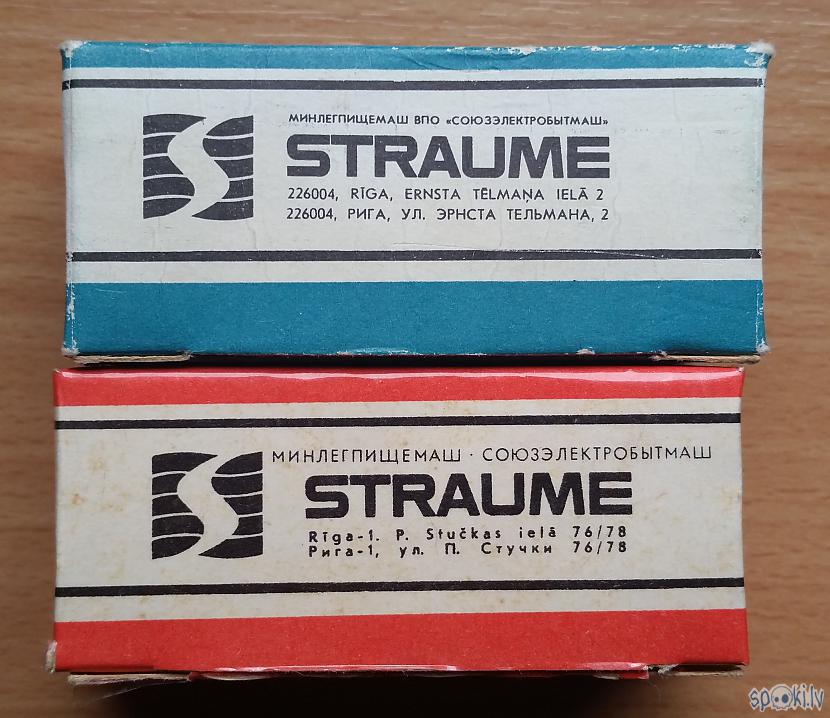 МИНЛЕГПИЩЕМАШ ВПО «СОЮЗЭЛЕКТРОБЫТМАШ»
STRAUME
226004, RĪGA, ERNSTA TĒLMAŅA IELĀ 2
226004, РИГА, УЛ. ЭРНСТА ТЕЛЬМАНА, 2
МИНЛЕГПИЩЕМАШ · СОЮЗЭЛЕКТРОБЫТМАШ
STRAUME
Rīga-1. P. Stučkas ielā 76/78
Рига-1, ул. П. Стучки 76/78
spoki.lv